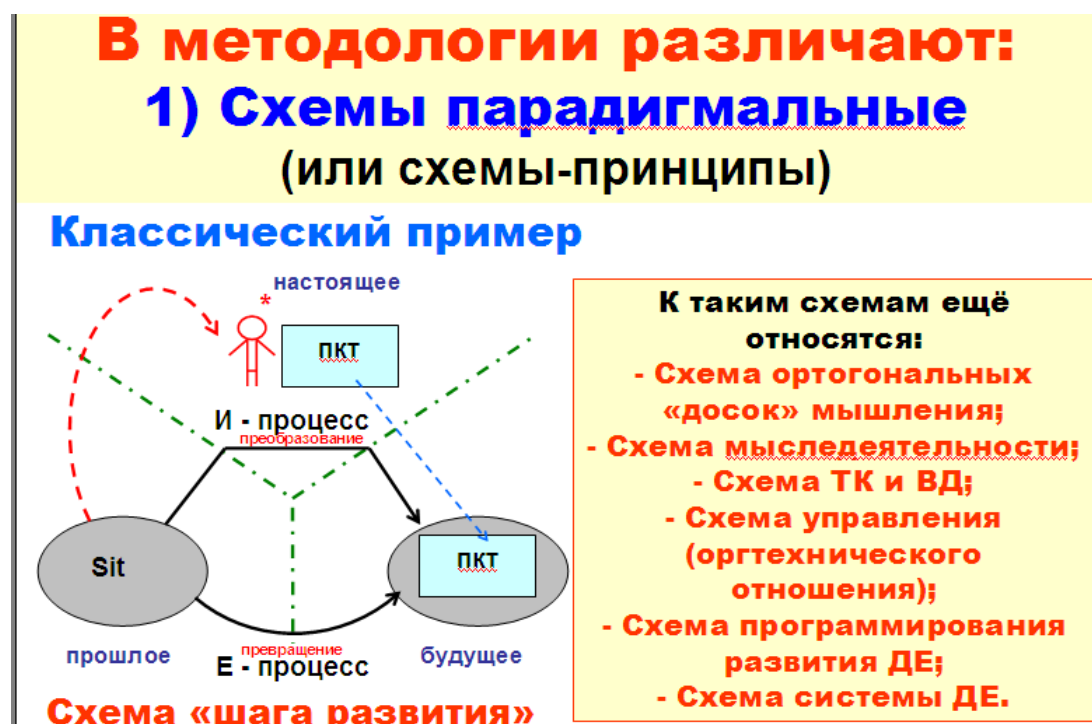 В методологии различают:
1) Схемы парадигмальные
(или схемы-принципы)
Классический пример
настоящее
*
ПКТ
И - процесс
преобразование
Sit
ПКТ
прошлое
превращение
Е - процесс
будущее
Схема «шага развития»
К таким схемам ещё
относятся:
- Схема ортогональных
«досок» мышления;
- Схема мыследеятельности;
- Схема ТК и ВД;
- Схема управления
(оргтехнического
отношения);
- Схема программирования
развития ДЕ;
- Схема системы ДЕ.